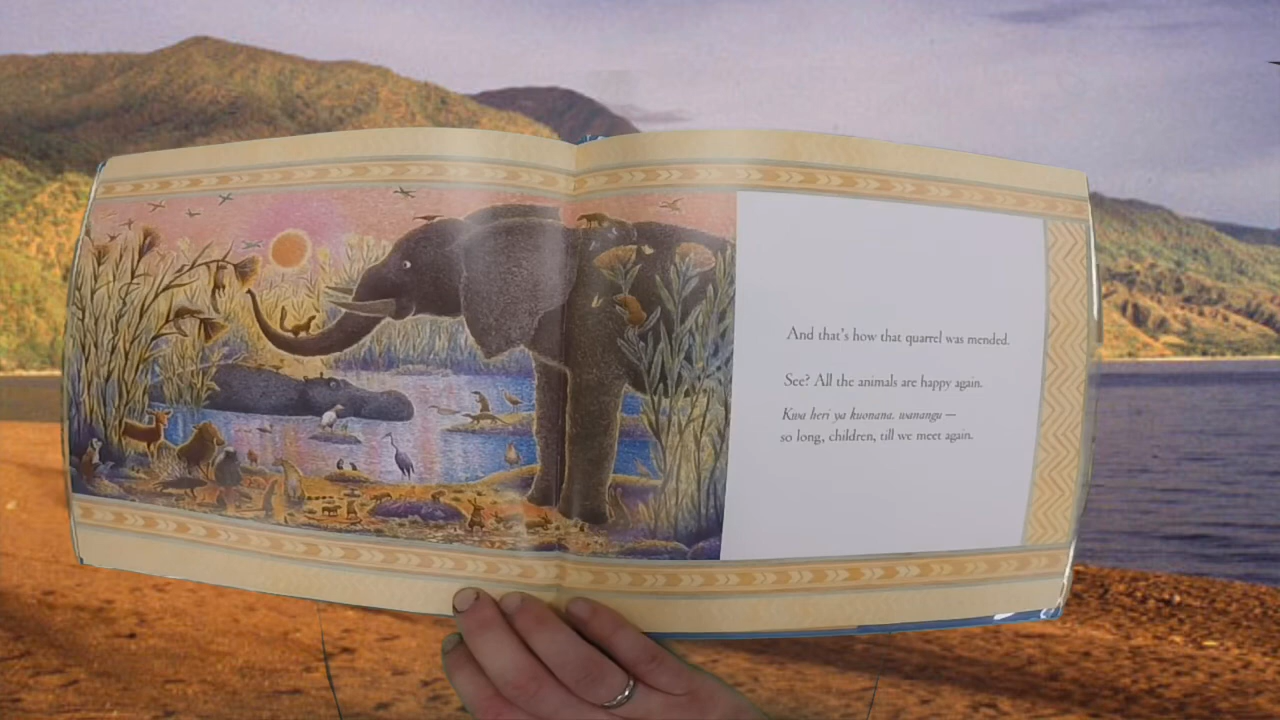 And that's how that quarrel was mended.
See? All the animals are happy again.
Kwa heri ya kuonana, wanangu —
so long, children, till we meet again.